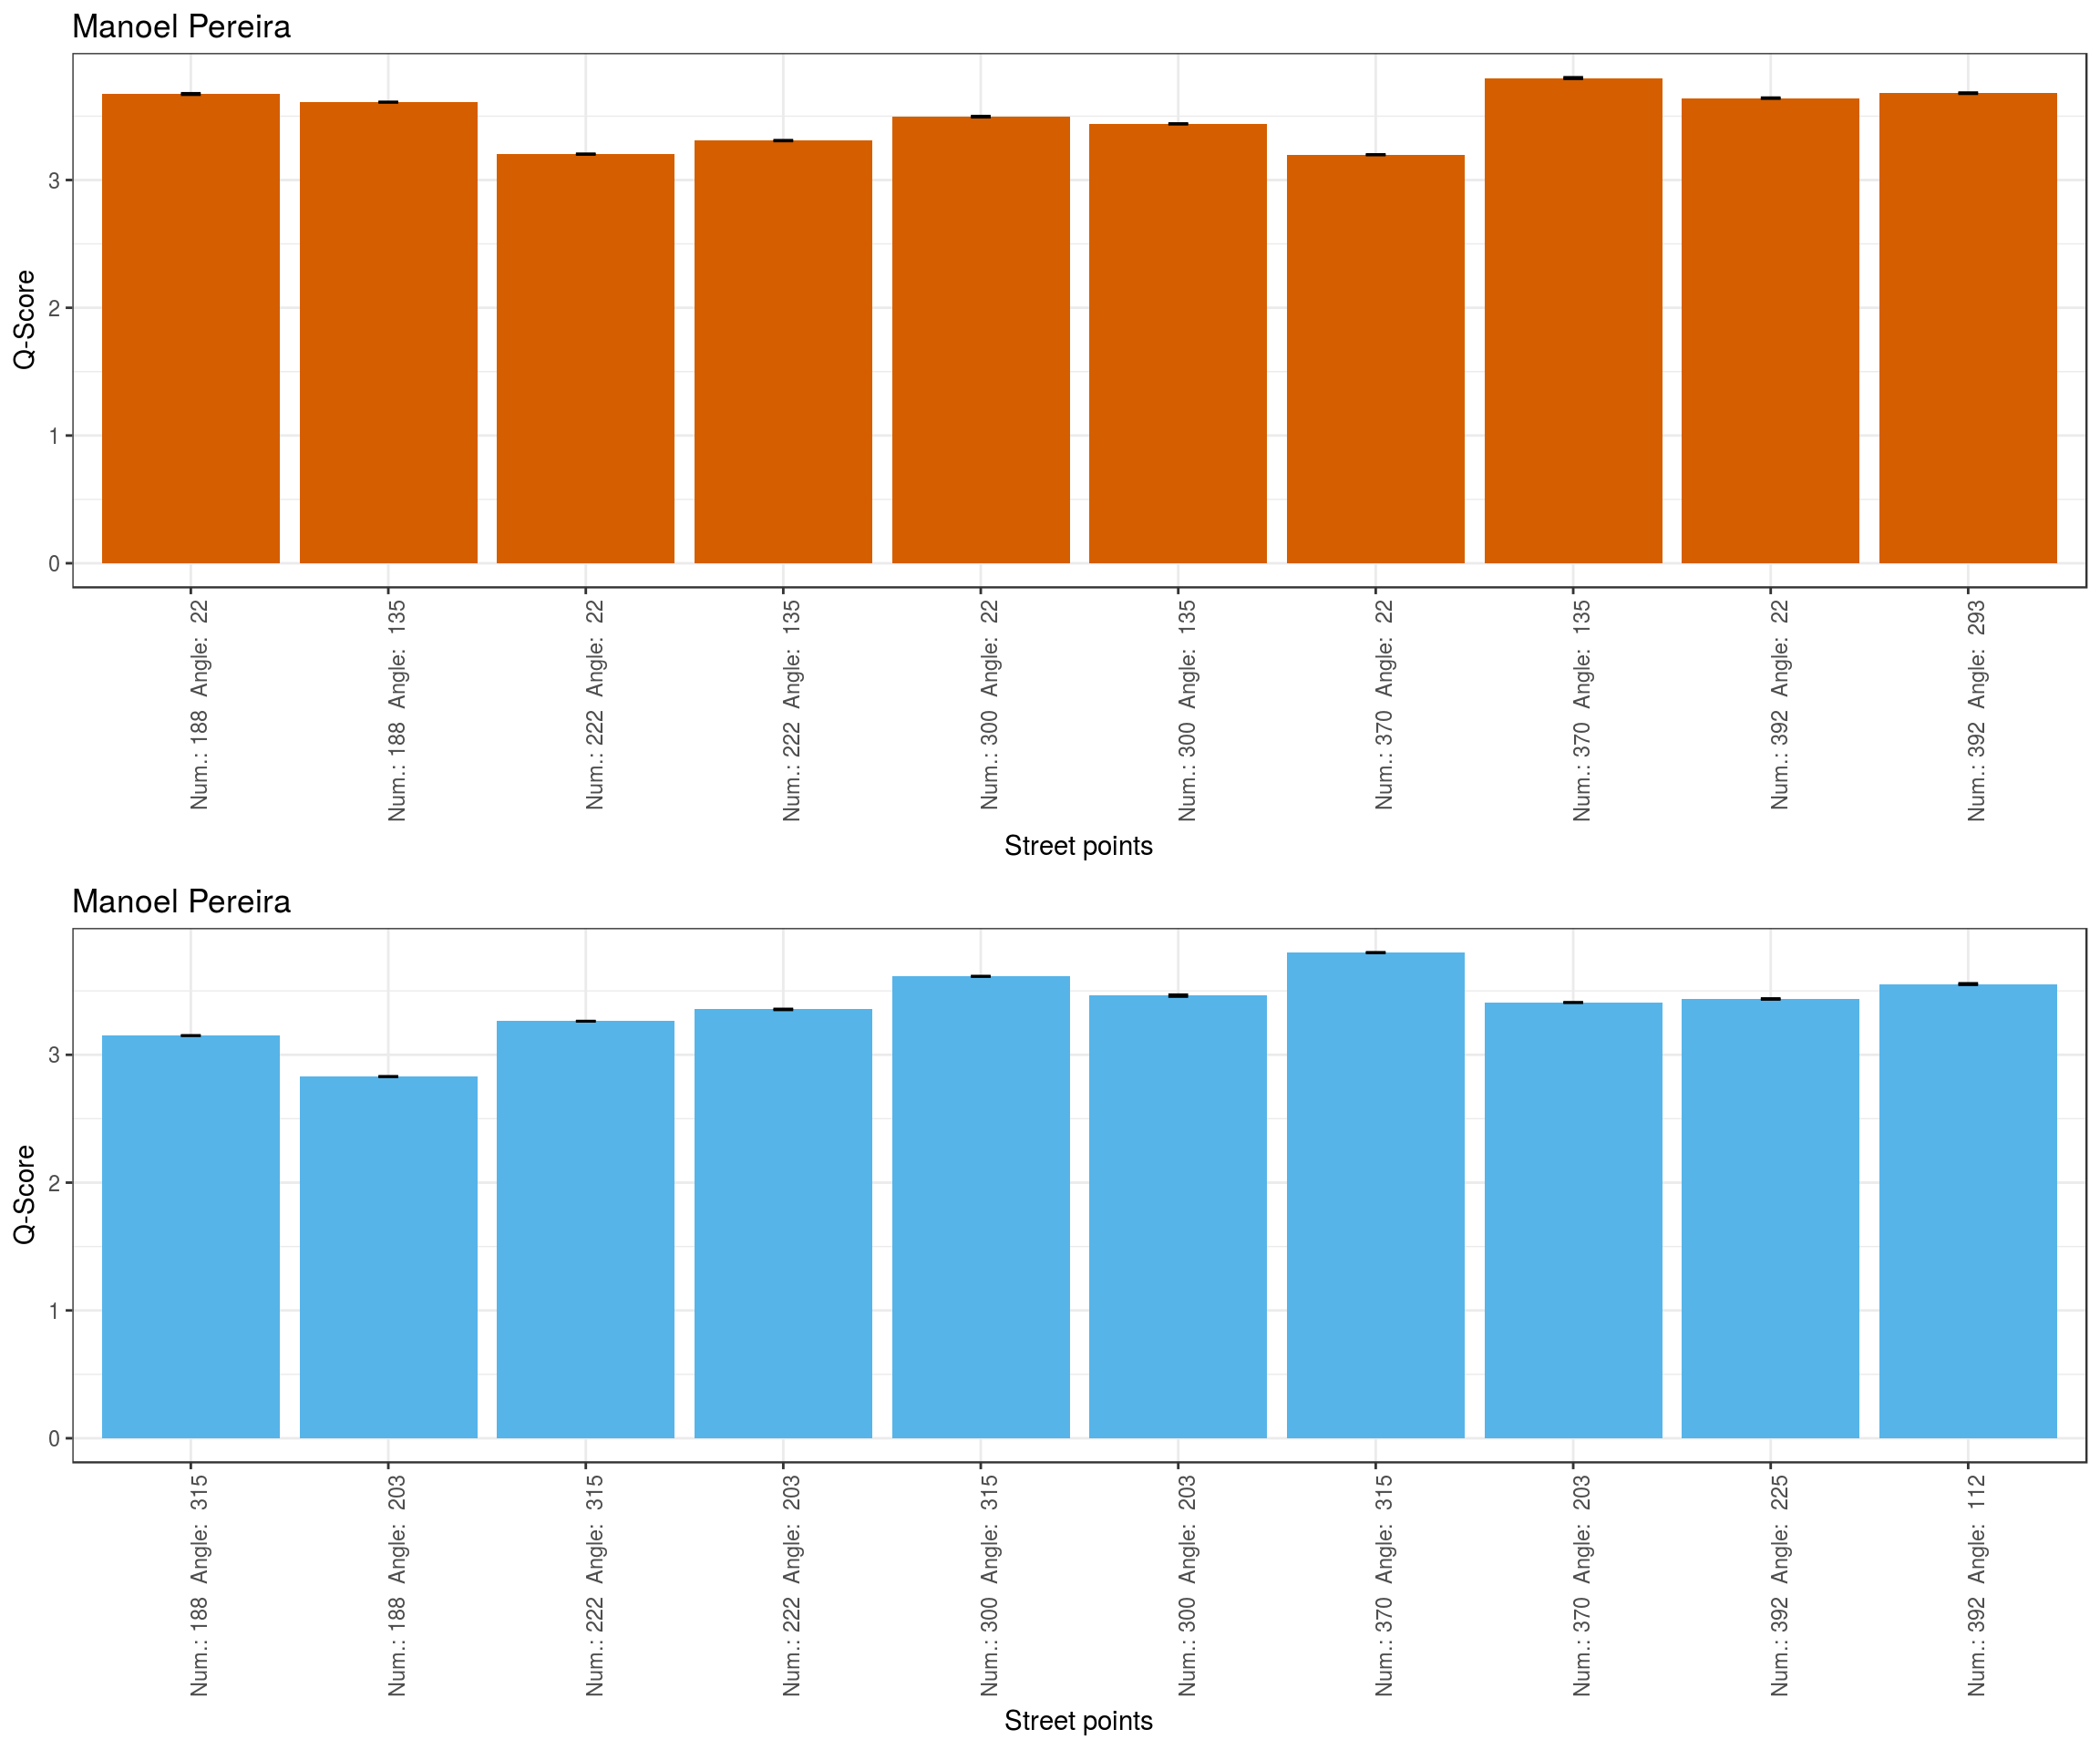 Manoel Pereira
Q-Score
3
2
1
0
Num.: 188 Angle: 22
Num.: 188 Angle: 135
Num.: 222 Angle: 22
Num.: 222 Angle: 135
Num.: 300 Angle: 22
Num.: 300 Angle: 135
Num.: 370 Angle: 22
Num.: 370 Angle: 135
Num.: 392 Angle: 22
Num.: 392 Angle: 293
Street points
Manoel Pereira
Q-Score
3
2
1
0
Num.: 188 Angle: 315
Num.: 188 Angle: 203
Num.: 222 Angle: 315
Num.: 222 Angle: 203
Num.: 300 Angle: 315
Num.: 300 Angle: 203
Num.: 370 Angle: 315
Num.: 370 Angle: 203
Num.: 392 Angle: 225
Num.: 392 Angle: 112
Street points